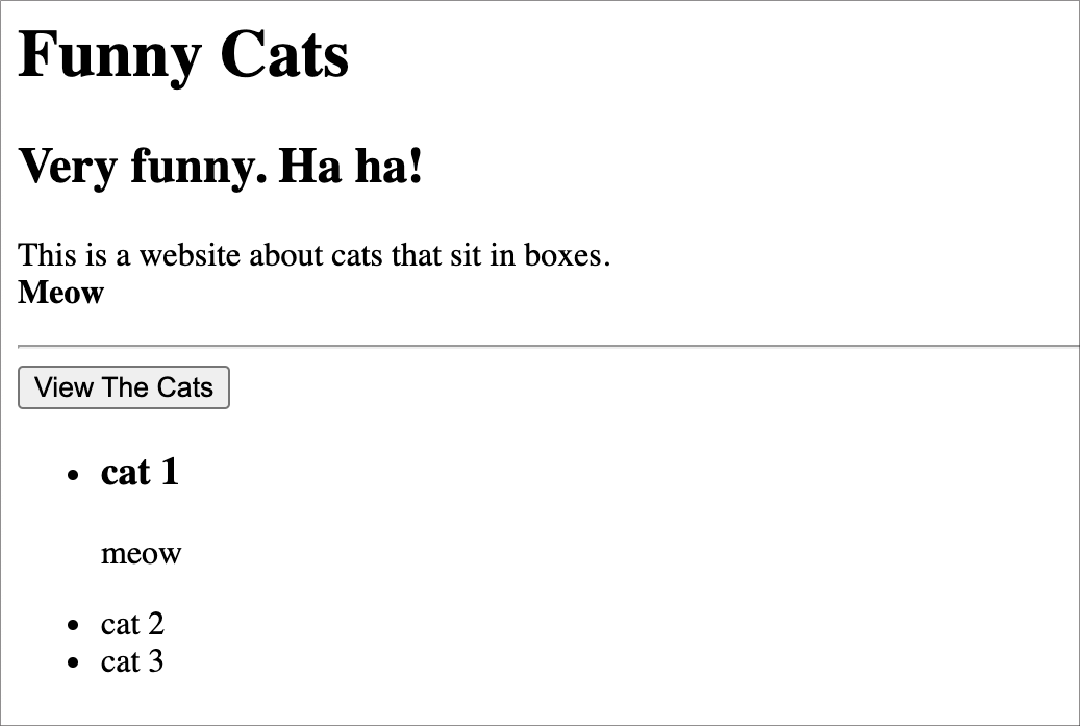 Funny Cats
Very funny. Ha ha!
This is a website about cats that sit in boxes.
Meow
View The Cats
cat 1
meow
cat 2
cat 3